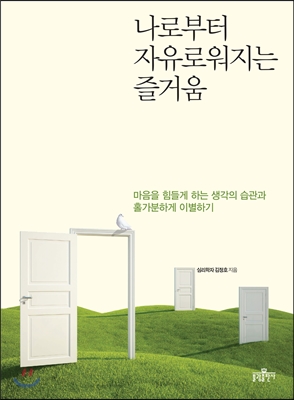 나로부터
자유로워지는
즐거움
마음을 힘들게 하는 생각의 습관과
홀가분하게 이별하기
심리학자 김정호 지음